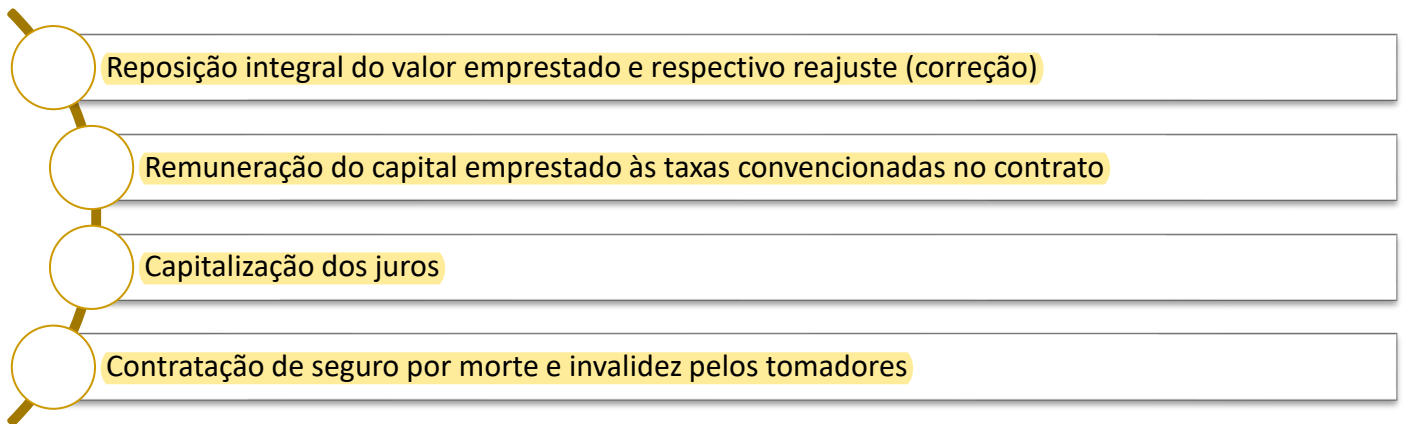 Reposição integral do valor emprestado e respectivo reajuste (correção)
Remuneração do capital emprestado às taxas convencionadas no contrato
Capitalização dos juros
Contratação de seguro por morte e invalidez pelos tomadores